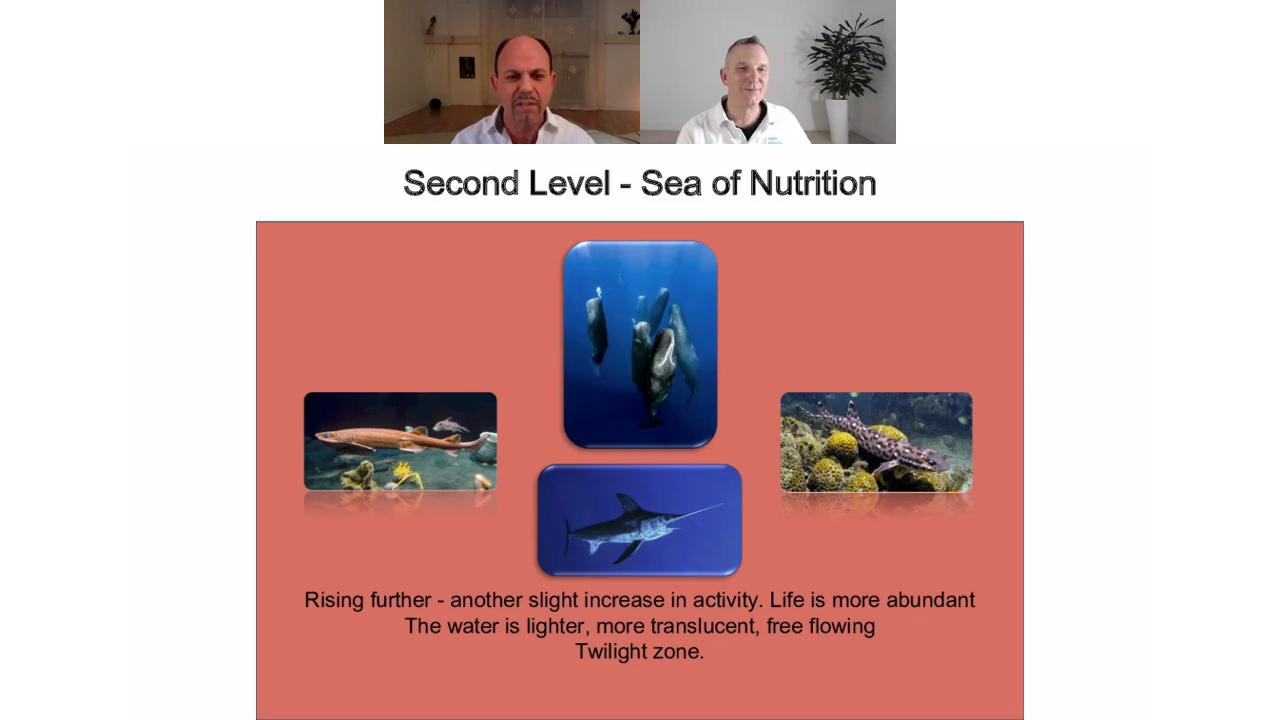 Second Level - Sea of Nutrition
Rising further - another slight increase in activity. Life is more abundant
The water is lighter, more translucent, free flowing
Twilight zone.